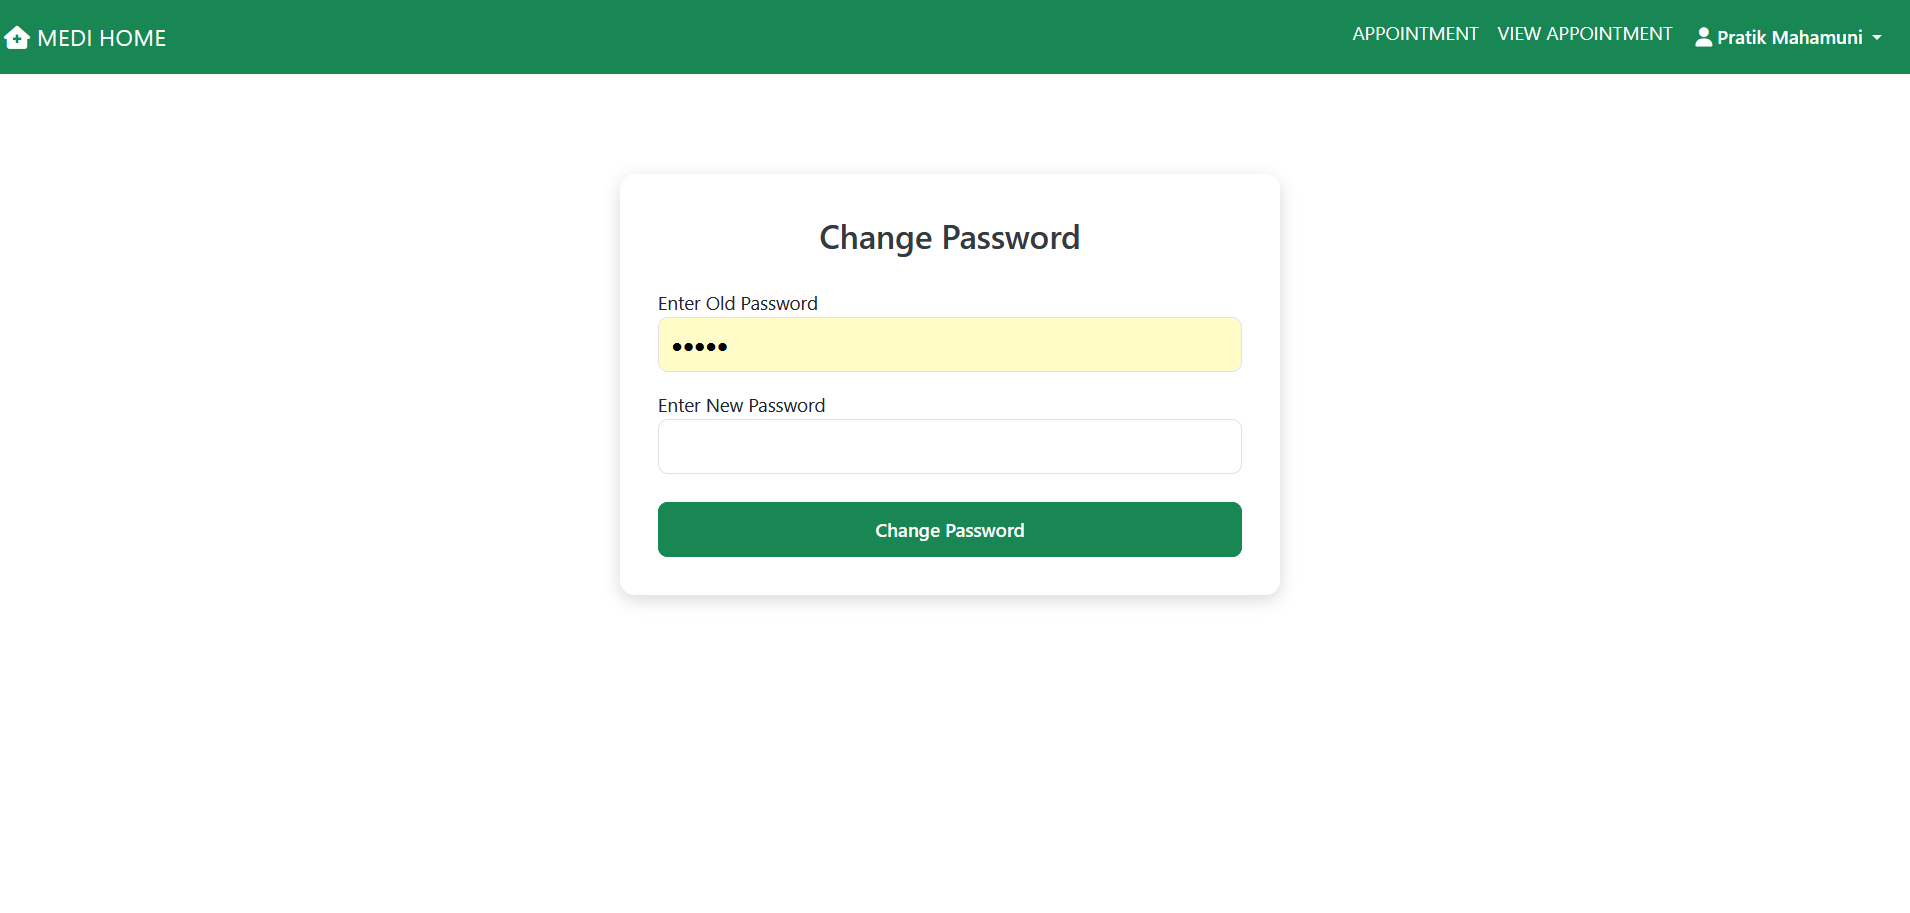 MEDI HOME
APPOINTMENT VIEW APPOINTMENT Pratik Mahamuni
Change Password
Enter Old Password
•••••
Enter New Password
Change Password